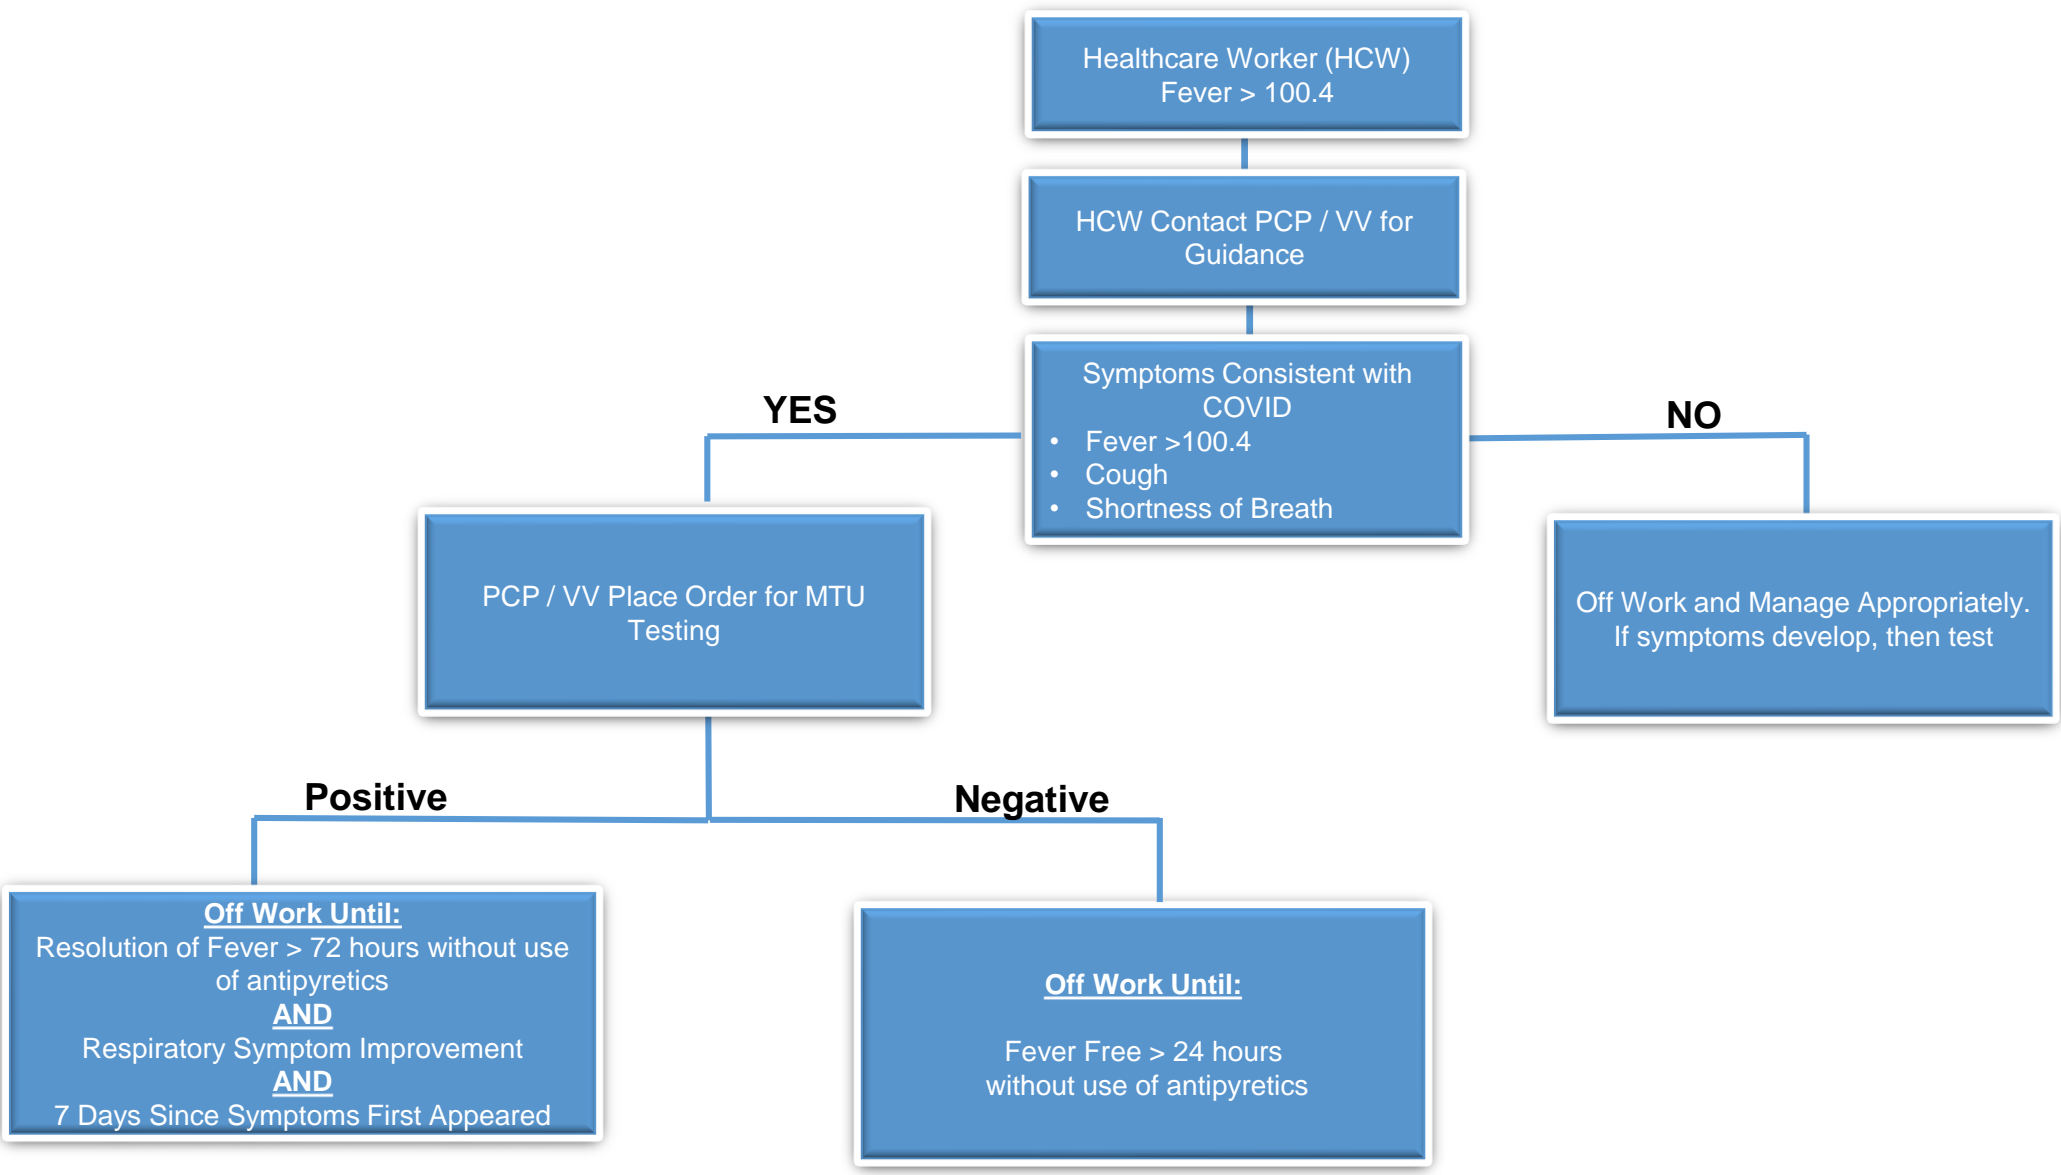 Healthcare Worker (HCW)
Fever > 100.4
HCW Contact PCP / VV for
Guidance
Symptoms Consistent with
COVID
• Fever >100.4
• Cough
• Shortness of Breath
YES
NO
PCP / VV Place Order for MTU
Testing
Off Work and Manage Appropriately.
If symptoms develop, then test
Positive
Negative
Off Work Until:
Resolution of Fever > 72 hours without use
of antipyretics
AND
Respiratory Symptom Improvement
AND
7 Days Since Symptoms First Appeared
Off Work Until:
Fever Free > 24 hours
without use of antipyretics